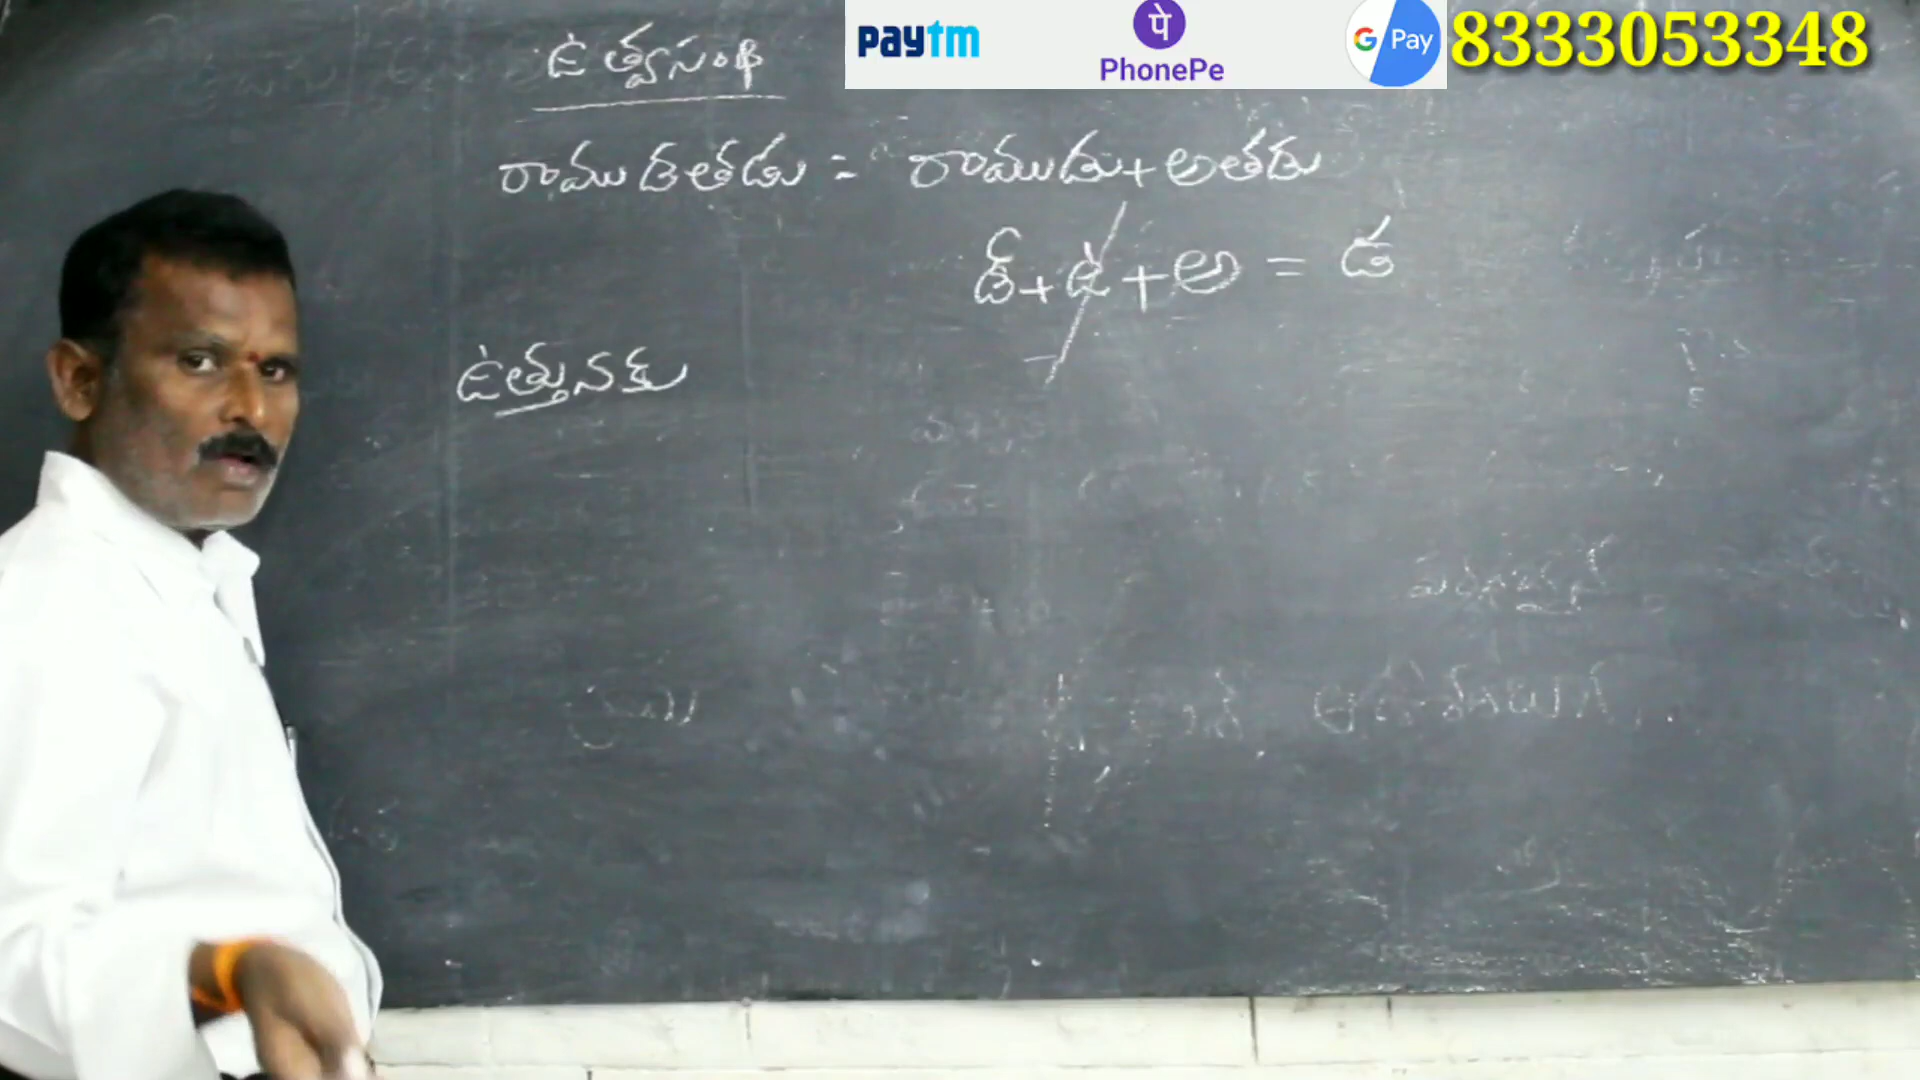 paytm पे PhonePe G Pay 8333053348
ఉత్వసంధి
రాముడతడు = రాముడు+అతడు
డ్+ఉ+అ = డ
ఉత్తునకు